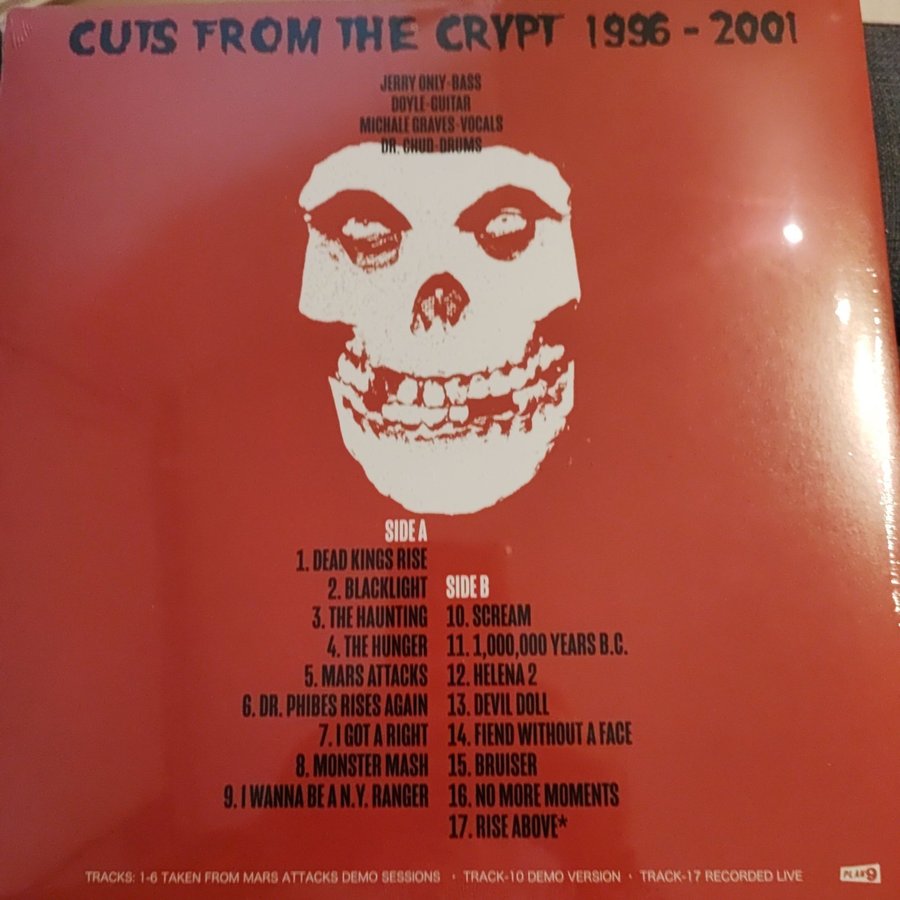 CUTS FROM THE CRYPT 1996 - 2001
JERRY ONLY-BASS
DOYLE-GUITAR
MICHALE GRAVES-VOCALS
DR. CHUD-DRUMS
SIDE A
1. DEAD KINGS RISE
2. BLACKLIGHT
3. THE HAUNTING
4. THE HUNGER
5. MARS ATTACKS
6. DR. PHIBES RISES AGAIN
7. I GOT A RIGHT
8. MONSTER MASH
9. I WANNA BE A N.Y. RANGER
SIDE B
10. SCREAM
11. 1,000,000 YEARS B.C.
12. HELENA 2
13. DEVIL DOLL
14. FIEND WITHOUT A FACE
15. BRUISER
16. NO MORE MOMENTS
17. RISE ABOVE*
TRACKS: 1-6 TAKEN FROM MARS ATTACKS DEMO SESSIONS • TRACK-10 DEMO VERSION • TRACK-17 RECORDED LIVE
PLAN 9